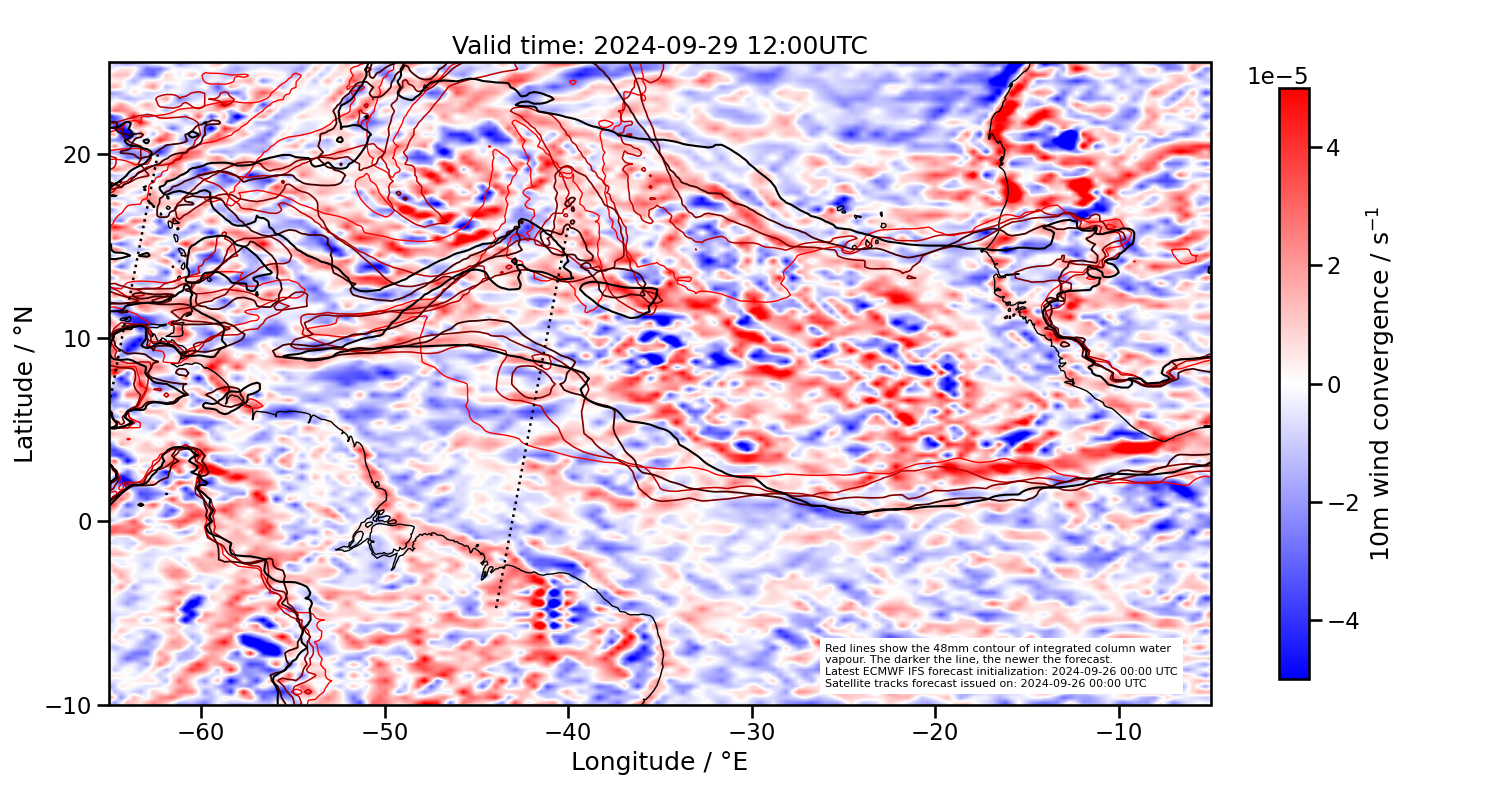 Valid time: 2024-09-29 12:00UTC
1e−5
20
10
0
−10
Latitude / °N
−60
−50
−40
−30
−20
−10
Longitude / °E
4
2
0
−2
−4
10m wind convergence / s⁻¹
Red lines show the 48mm contour of integrated column water
vapour. The darker the line, the newer the forecast.
Latest ECMWF IFS forecast initialization: 2024-09-26 00:00 UTC
Satellite tracks forecast issued on: 2024-09-26 00:00 UTC